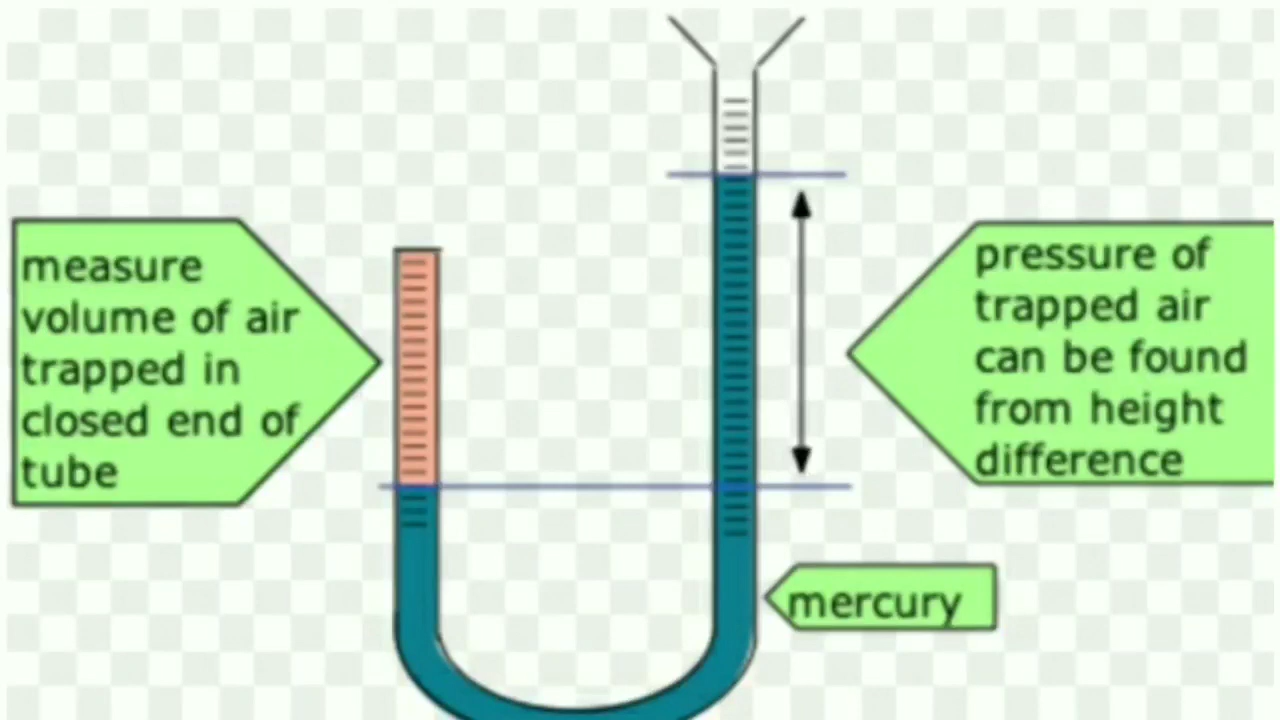 measure
volume of air
trapped in
closed end of
tube
pressure of
trapped air
can be found
from height
difference
mercury